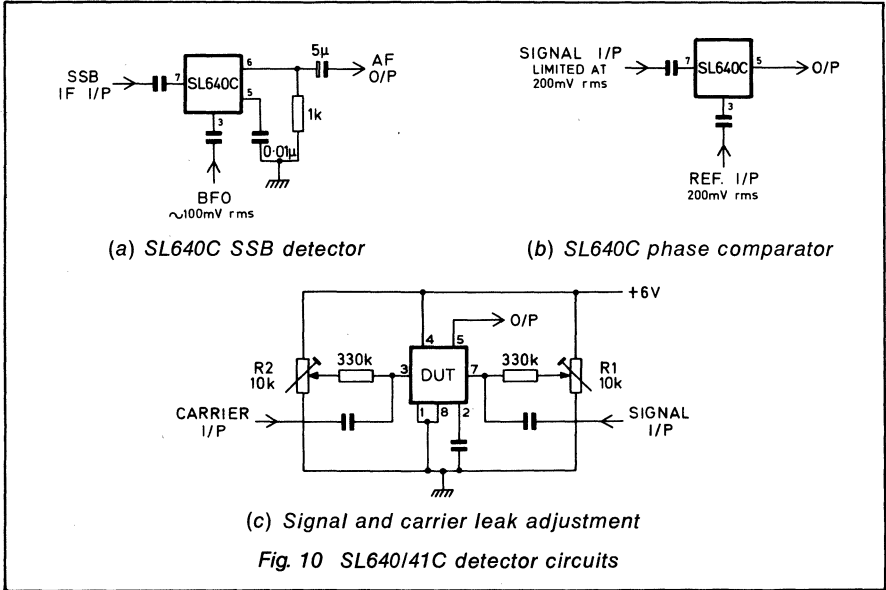 SSB
IF I/P
7
SL640C
6
5
3
5μ
AF
O/P
1k
0·01μ
BFO
~100mV rms
(a) SL640C SSB detector
SIGNAL I/P
LIMITED AT
200mV rms
7
SL640C
5
O/P
3
REF. I/P
200mV rms
(b) SL640C phase comparator
+6V
O/P
4
5
R2
10k
330k
3
DUT
7
330k
R1
10k
1
8
2
CARRIER
I/P
SIGNAL
I/P
(c) Signal and carrier leak adjustment
Fig. 10 SL640/41C detector circuits